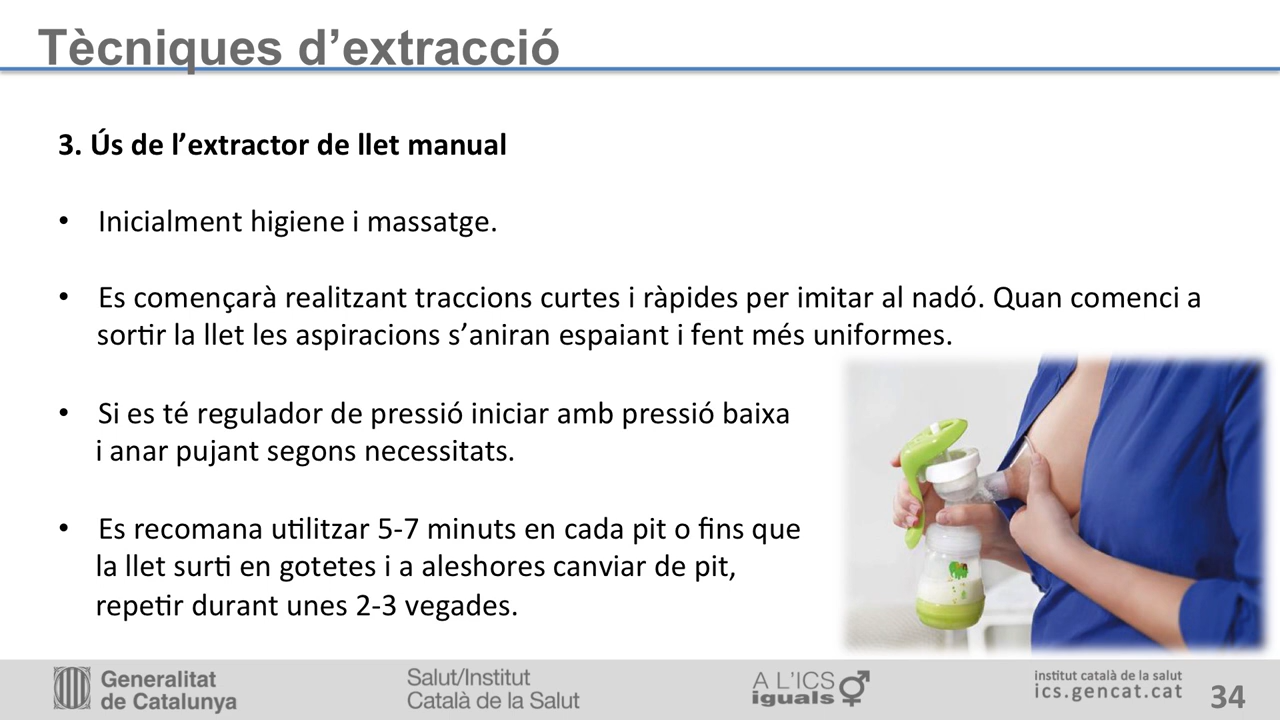 Tècniques d’extracció
3. Ús de l’extractor de llet manual
• Inicialment higiene i massatge.
• Es començarà realitzant traccions curtes i ràpides per imitar al nadó. Quan comenci a
sortir la llet les aspiracions s’aniran espaiant i fent més uniformes.
• Si es té regulador de pressió iniciar amb pressió baixa
i anar pujant segons necessitats.
• Es recomana utilitzar 5-7 minuts en cada pit o fins que
la llet surti en gotetes i a aleshores canviar de pit,
repetir durant unes 2-3 vegades.
Generalitat
de Catalunya
Salut/Institut
Català de la Salut
A L’ICS
iguals
institut català de la salut
ics.gencat.cat
34